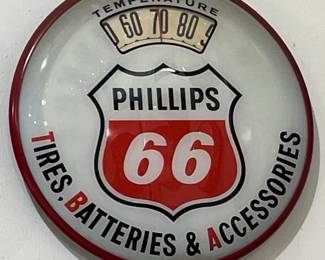 TEMPERATURE
60 70 80
PHILLIPS
66
TIRES, BATTERIES & ACCESSORIES